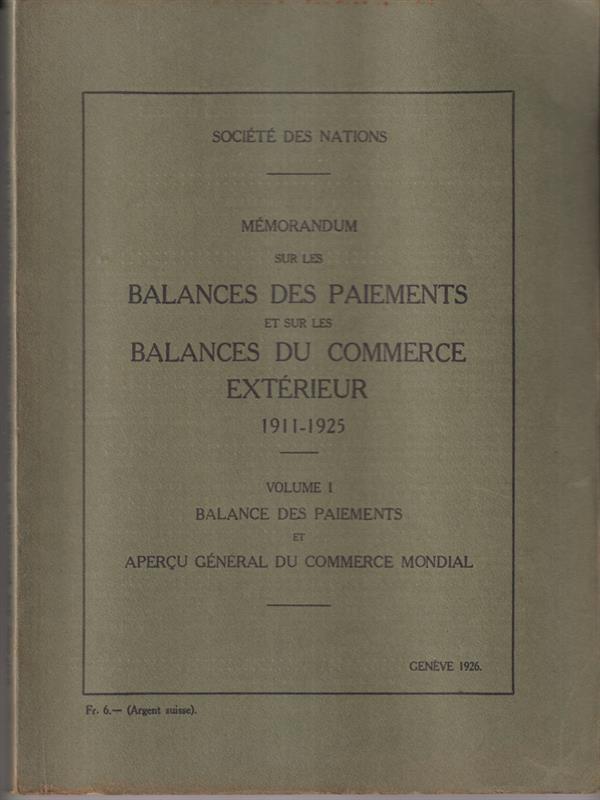 SOCIÉTÉ DES NATIONS
MÉMORANDUM
SUR LES
BALANCES DES PAIEMENTS
ET SUR LES
BALANCES DU COMMERCE
EXTÉRIEUR
1911-1925
VOLUME I
BALANCE DES PAIEMENTS
ET
APERÇU GÉNÉRAL DU COMMERCE MONDIAL
GENÈVE 1926.
Fr. 6.— (Argent suisse).